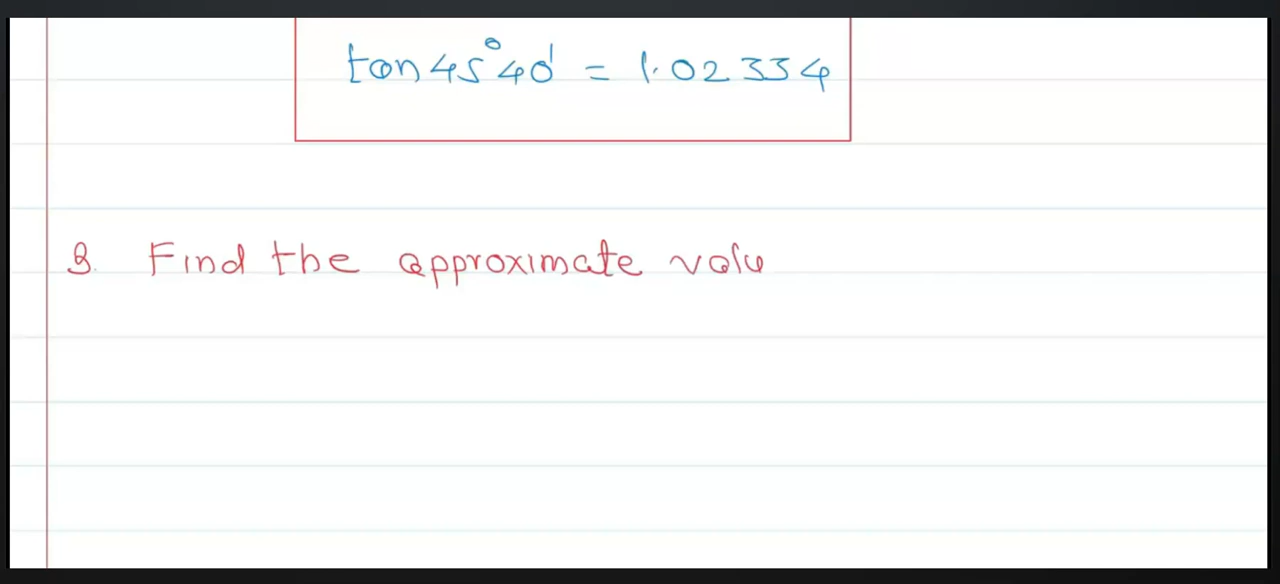 tan 45°40' = 1.02334
3. Find the approximate valu